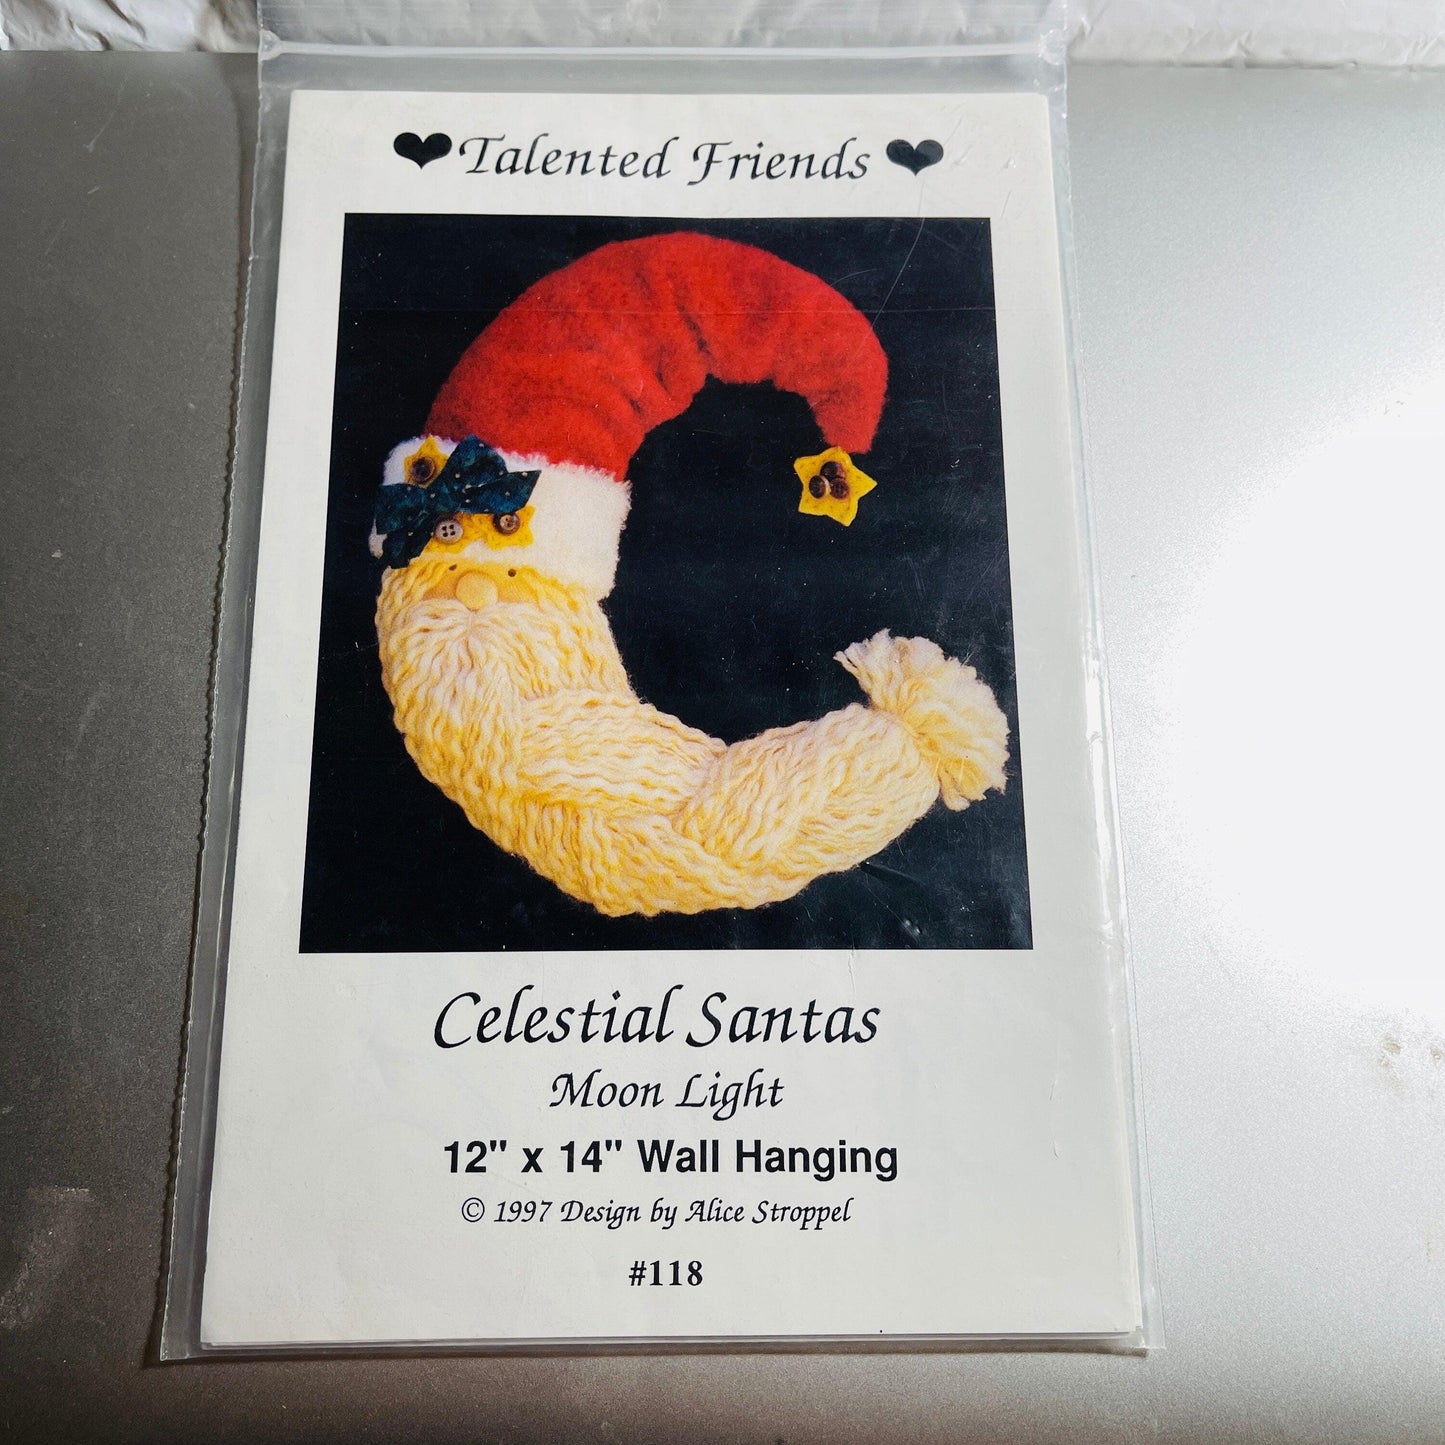 ♥Talented Friends♥
Celestial Santas
Moon Light
12" x 14" Wall Hanging
© 1997 Design by Alice Stroppel
#118